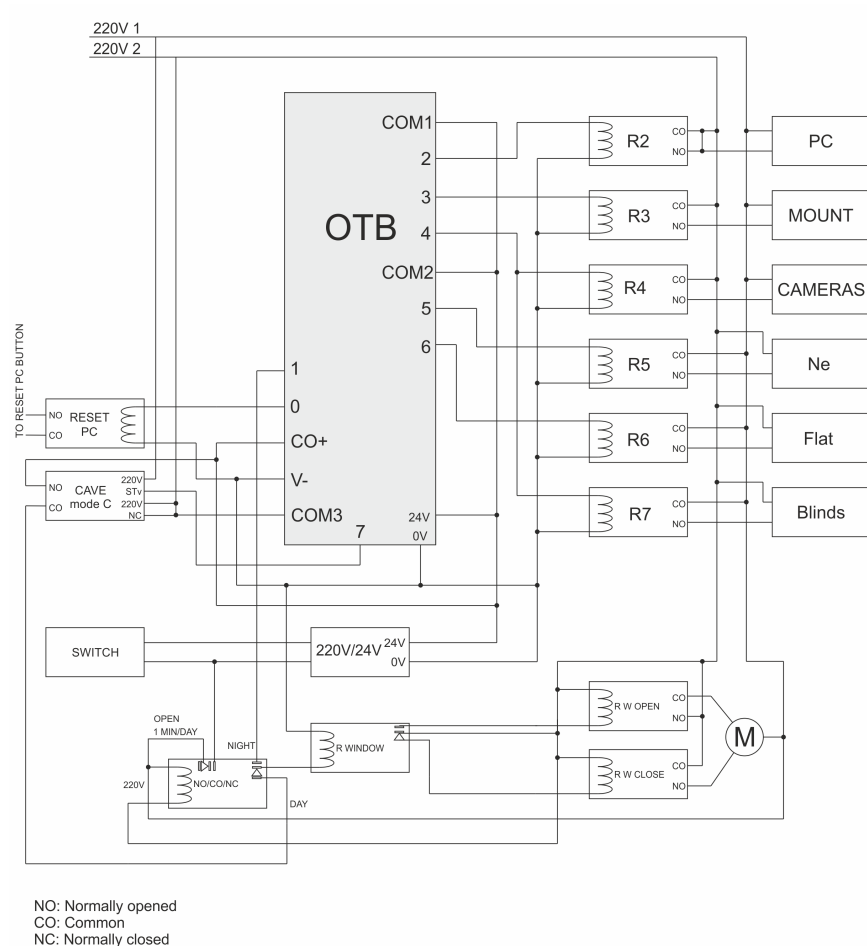 220V 1
220V 2
OTB
COM1
2
3
4
COM2
5
6
1
0
CO+
V-
COM3
7
24V
0V
R2
CO
NO
PC
R3
CO
NO
MOUNT
R4
CO
NO
CAMERAS
R5
CO
NO
Ne
R6
CO
NO
Flat
R7
CO
NO
Blinds
TO RESET PC BUTTON
NO
CO
RESET
PC
NO
CO
CAVE
mode C
220V
STv
220V
NC
SWITCH
220V/24V
24V
0V
OPEN
1 MIN/DAY
NIGHT
220V
NO/CO/NC
DAY
R WINDOW
R W OPEN
CO
NO
R W CLOSE
CO
NO
M
NO: Normally opened
CO: Common
NC: Normally closed